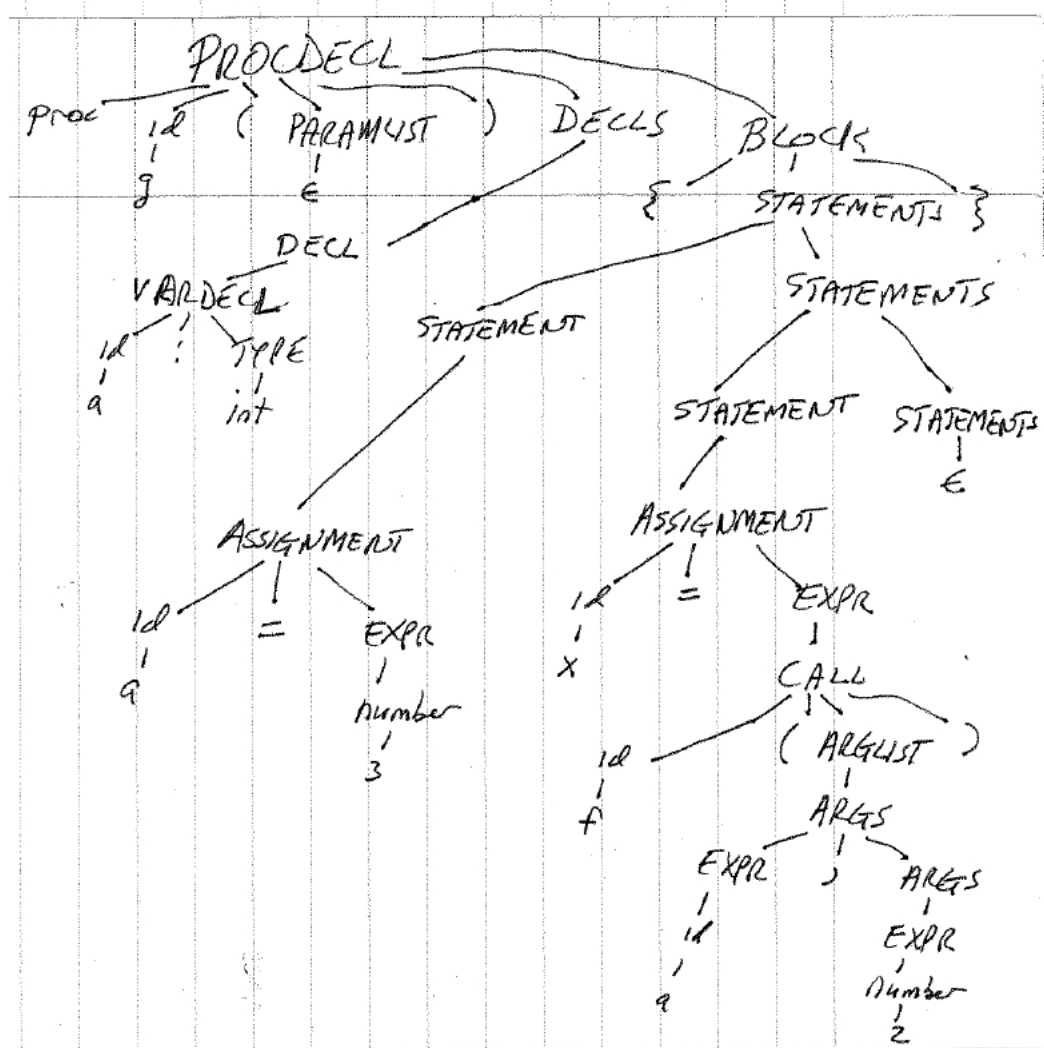 PROCDECL
proc id ( PARAMLIST ) DECLS BLOCK
g ε { STATEMENTS }
DECL
VARDECL STATEMENT STATEMENTS
id : TYPE
a int STATEMENT STATEMENTS
ε
ASSIGNMENT ASSIGNMENT
id = EXPR id = EXPR
a number x CALL
3 id ( ARGLIST )
f ARGS
EXPR , ARGS
id EXPR
a number
2